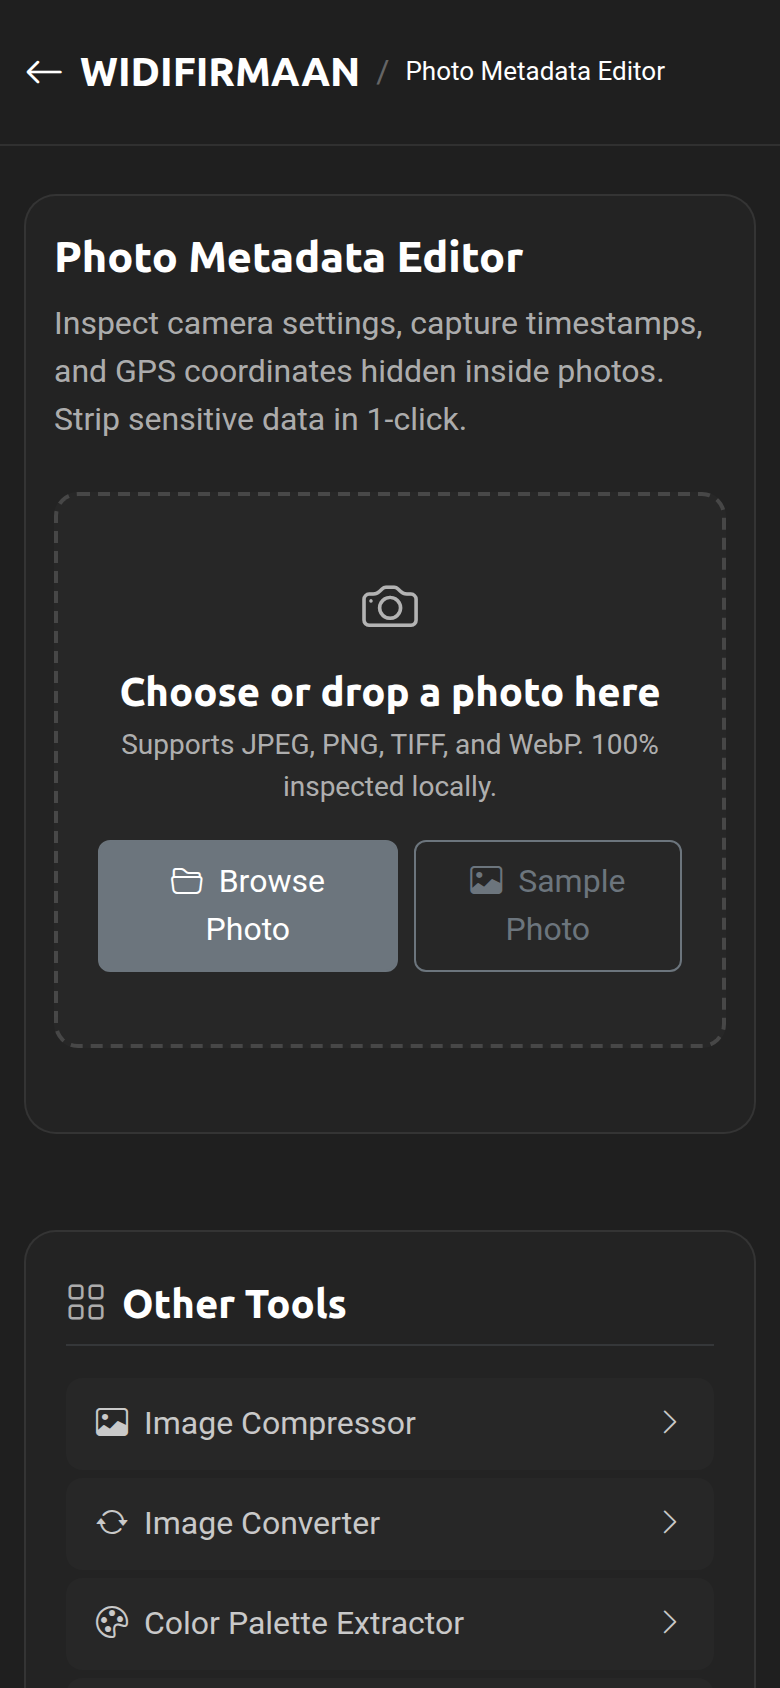 WIDIFIRMAAN / Photo Metadata Editor
Photo Metadata Editor
Inspect camera settings, capture timestamps,
and GPS coordinates hidden inside photos.
Strip sensitive data in 1-click.
Choose or drop a photo here
Supports JPEG, PNG, TIFF, and WebP. 100%
inspected locally.
Browse
Photo
Sample
Photo
Other Tools
Image Compressor
Image Converter
Color Palette Extractor